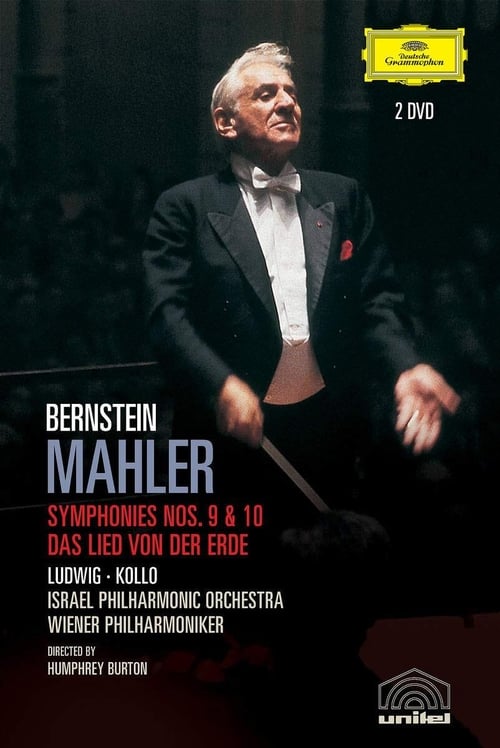 Deutsche
Grammophon
2 DVD
BERNSTEIN
MAHLER
SYMPHONIES NOS. 9 & 10
DAS LIED VON DER ERDE
LUDWIG · KOLLO
ISRAEL PHILHARMONIC ORCHESTRA
WIENER PHILHARMONIKER
DIRECTED BY
HUMPHREY BURTON
unitel